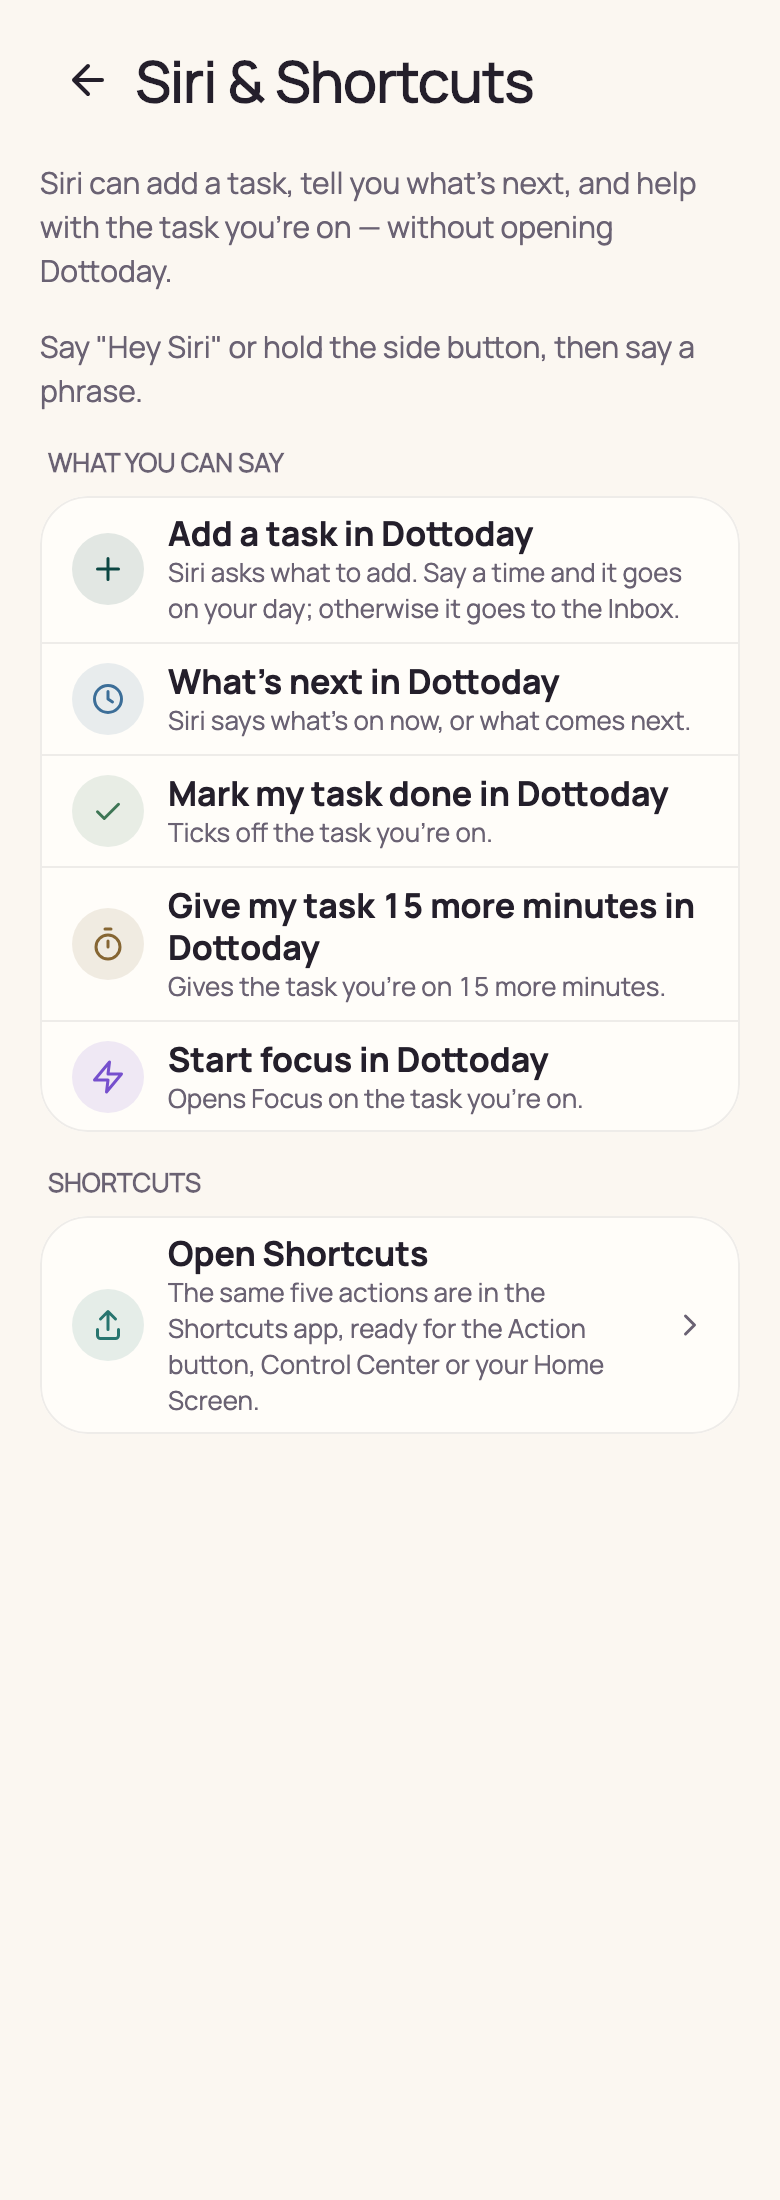 Siri & Shortcuts
Siri can add a task, tell you what’s next, and help
with the task you’re on — without opening
Dottoday.
Say "Hey Siri" or hold the side button, then say a
phrase.
WHAT YOU CAN SAY
Add a task in Dottoday
Siri asks what to add. Say a time and it goes
on your day; otherwise it goes to the Inbox.
What’s next in Dottoday
Siri says what’s on now, or what comes next.
Mark my task done in Dottoday
Ticks off the task you’re on.
Give my task 15 more minutes in
Dottoday
Gives the task you’re on 15 more minutes.
Start focus in Dottoday
Opens Focus on the task you’re on.
SHORTCUTS
Open Shortcuts
The same five actions are in the
Shortcuts app, ready for the Action
button, Control Center or your Home
Screen.